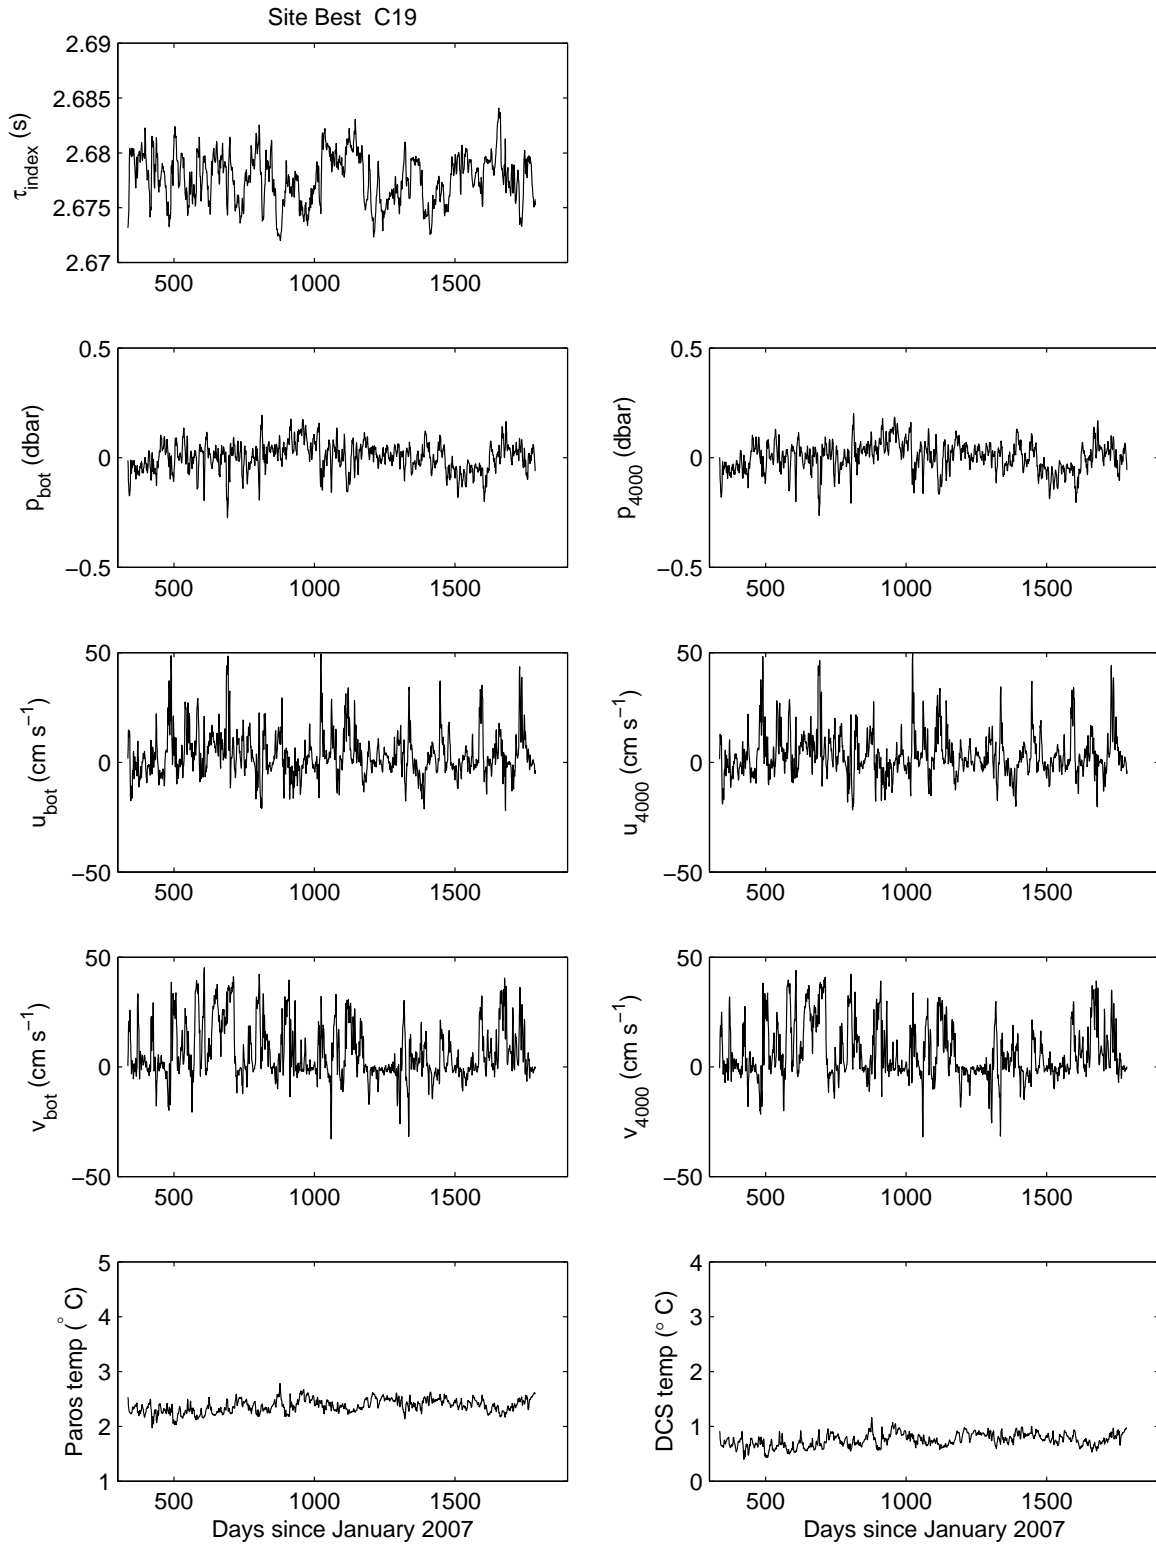 Site Best C19
2.69
2.685
2.68
2.675
2.67
τindex (s)
500 1000 1500
0.5
0
−0.5
pbot (dbar)
500 1000 1500
0.5
0
−0.5
p4000 (dbar)
500 1000 1500
50
0
−50
ubot (cm s−1)
500 1000 1500
50
0
−50
u4000 (cm s−1)
500 1000 1500
50
0
−50
vbot (cm s−1)
500 1000 1500
50
0
−50
v4000 (cm s−1)
500 1000 1500
5
4
3
2
1
Paros temp (° C)
500 1000 1500
Days since January 2007
4
3
2
1
0
DCS temp (° C)
500 1000 1500
Days since January 2007